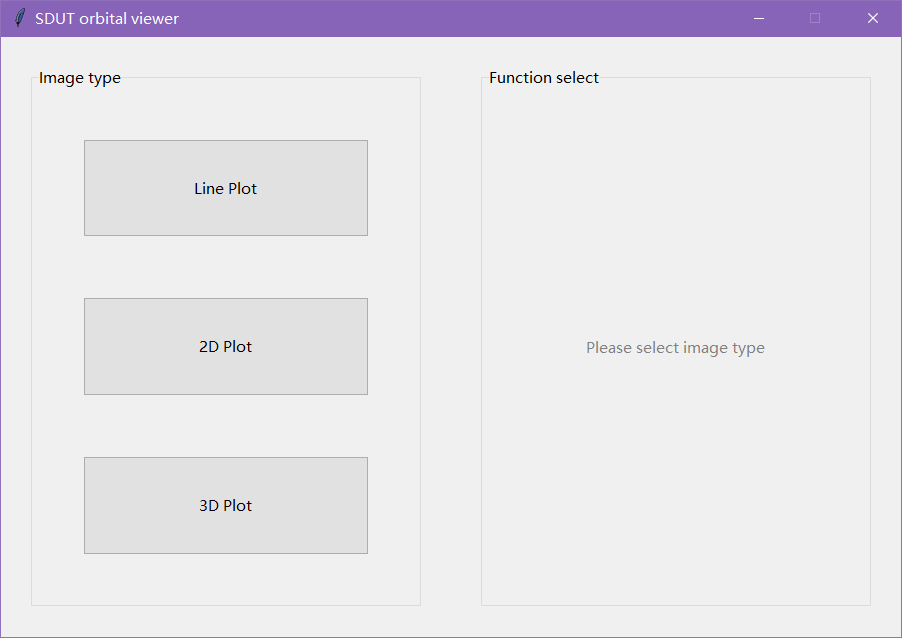 SDUT orbital viewer
Image type
Line Plot
2D Plot
3D Plot
Function select
Please select image type